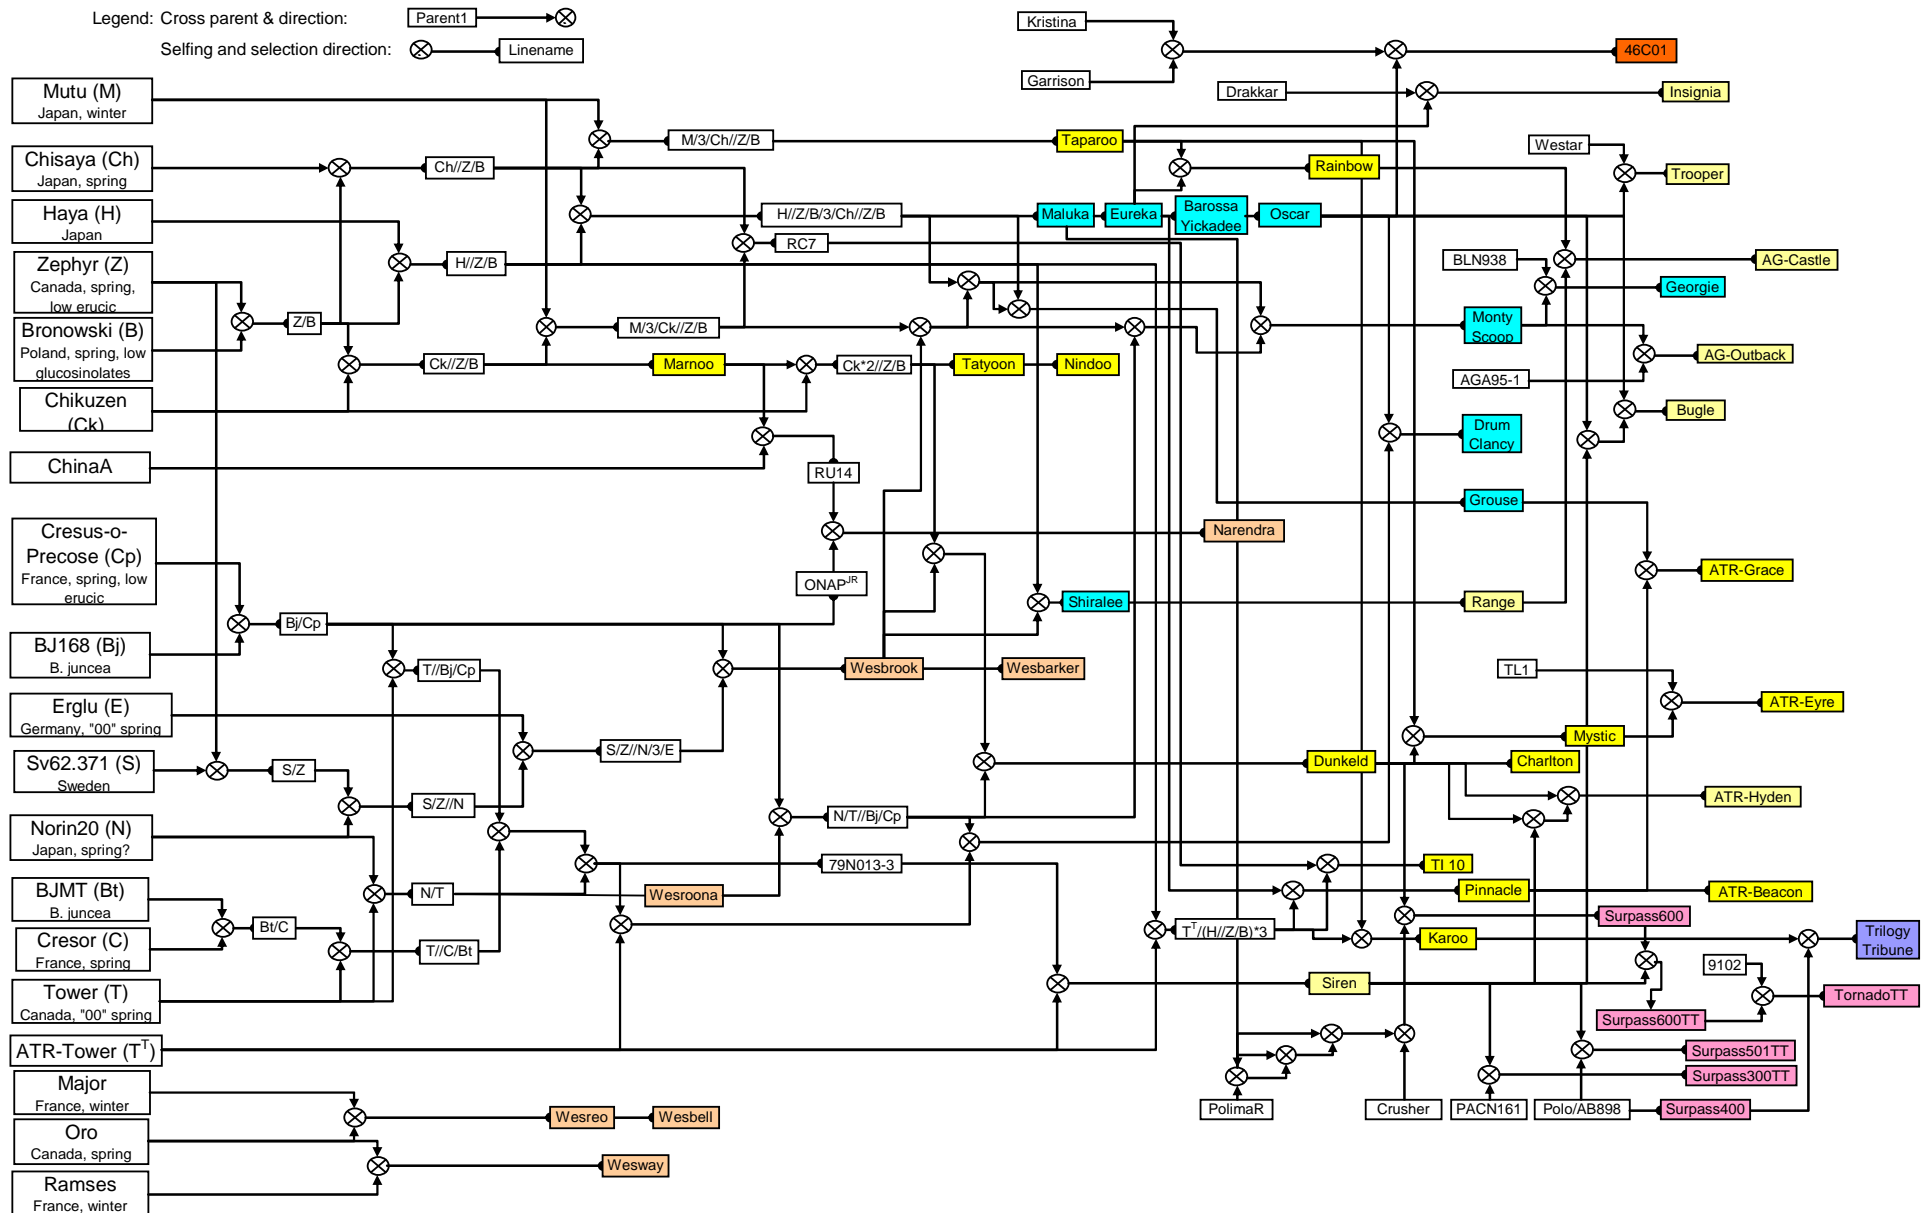 Legend: Cross parent & direction:
Parent1
Selfing and selection direction:
Linename
Mutu (M)
Japan, winter
Chisaya (Ch)
Japan, spring
Haya (H)
Japan
Zephyr (Z)
Canada, spring,
low erucic
Bronowski (B)
Poland, spring, low
glucosinolates
Chikuzen
(Ck)
ChinaA
Cresus-o-
Precose (Cp)
France, spring, low
erucic
BJ168 (Bj)
B. juncea
Erglu (E)
Germany, "00" spring
Sv62.371 (S)
Sweden
Norin20 (N)
Japan, spring?
BJMT (Bt)
B. juncea
Cresor (C)
France, spring
Tower (T)
Canada, "00" spring
ATR-Tower (T^T)
Major
France, winter
Oro
Canada, spring
Ramses
France, winter
Z/B
Ch//Z/B
H//Z/B
Ck//Z/B
M/3/Ch//Z/B
M/3/Ck//Z/B
Marnoo
RC7
H//Z/B/3/Ch//Z/B
Ck*2//Z/B
Tatyoon
Nindoo
RU14
ONAP^JR
Narendra
Bj/Cp
T//Bj/Cp
S/Z
S/Z//N
S/Z//N/3/E
N/T
Bt/C
T//C/Bt
Wesroona
Wesbrook
Wesbarker
N/T//Bj/Cp
79N013-3
Wesreo
Wesbell
Wesway
Kristina
Garrison
46C01
Drakkar
Insignia
Taparoo
Rainbow
Westar
Trooper
Maluka
Eureka
Barossa
Yickadee
Oscar
BLN938
AG-Castle
Georgie
Monty
Scoop
AG-Outback
AGA95-1
Bugle
Drum
Clancy
Grouse
ATR-Grace
Shiralee
Range
TL1
ATR-Eyre
Mystic
Dunkeld
Charlton
ATR-Hyden
TI 10
Pinnacle
ATR-Beacon
Surpass600
T^T/(H//Z/B)*3
Karoo
Trilogy
Tribune
9102
Siren
TornadoTT
Surpass600TT
Surpass501TT
Surpass300TT
PolimaR
Crusher
PACN161
Polo/AB898
Surpass400